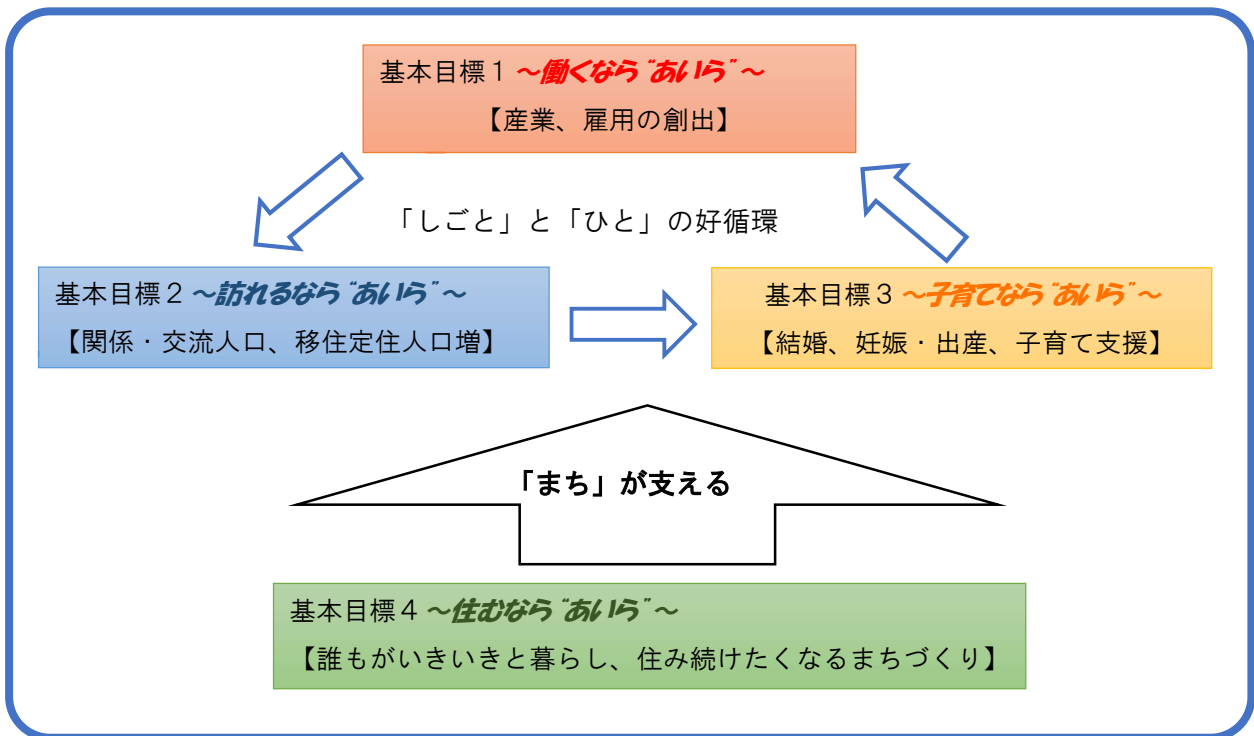 基本目標1 ～働くなら“あいら”～
【産業、雇用の創出】
「しごと」と「ひと」の好循環
基本目標2 ～訪れるなら“あいら”～
【関係・交流人口、移住定住人口増】
基本目標3 ～子育てなら“あいら”～
【結婚、妊娠・出産、子育て支援】
「まち」が支える
基本目標4 ～住むなら“あいら”～
【誰もがいきいきと暮らし、住み続けたくなるまちづくり】